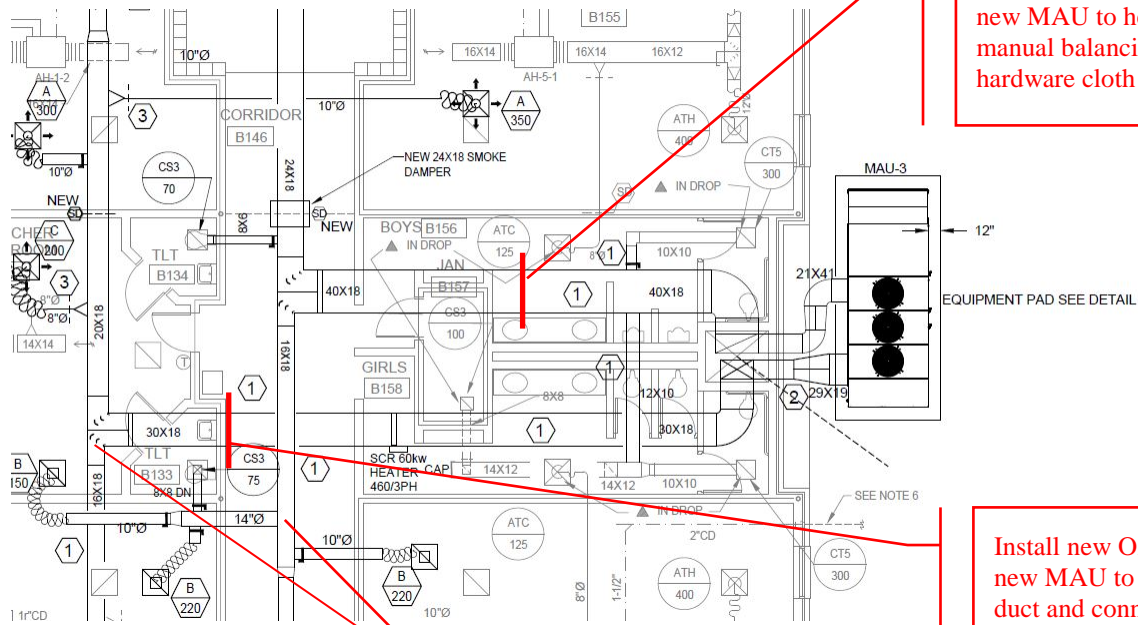 new MAU to
manual
hardware cloth
B155
10"Ø
16X14
16X14
16X12
AH-1-2
AH-5-1
A
300
3
10"Ø
A
350
CORRIDOR
B146
12"Ø
ATH
400
CT5
300
CS3
70
24X18
NEW 24X18 SMOKE
DAMPER
10"Ø
NEW
SD
SD
NEW
8X6
SD
IN DROP
MAU-3
12"
C
200
3
TLT
B134
BOYS
B156
IN DROP
ATC
125
8"Ø
1
10X10
JAN
B157
40X18
1
40X18
21X41
EQUIPMENT PAD SEE DETAIL
8"Ø
8"Ø
20X18
14X14
T
16X18
CS3
100
GIRLS
B158
1
1
8X8
12X10
2
29X19
30X18
1
30X18
TLT
B133
CS3
75
1
SCR 60kw
HEATER
460/3PH
CAP
14X12
14X12
10X10
B
150
16X18
8X8 DN
10"Ø
14"Ø
SEE NOTE 6
IN DROP
2"CD
1
10"Ø
B
220
ATC
125
CT5
300
B
220
10"Ø
8"Ø
1-1/2"
ATH
400
1r"CD
Install new
new MAU to
duct and